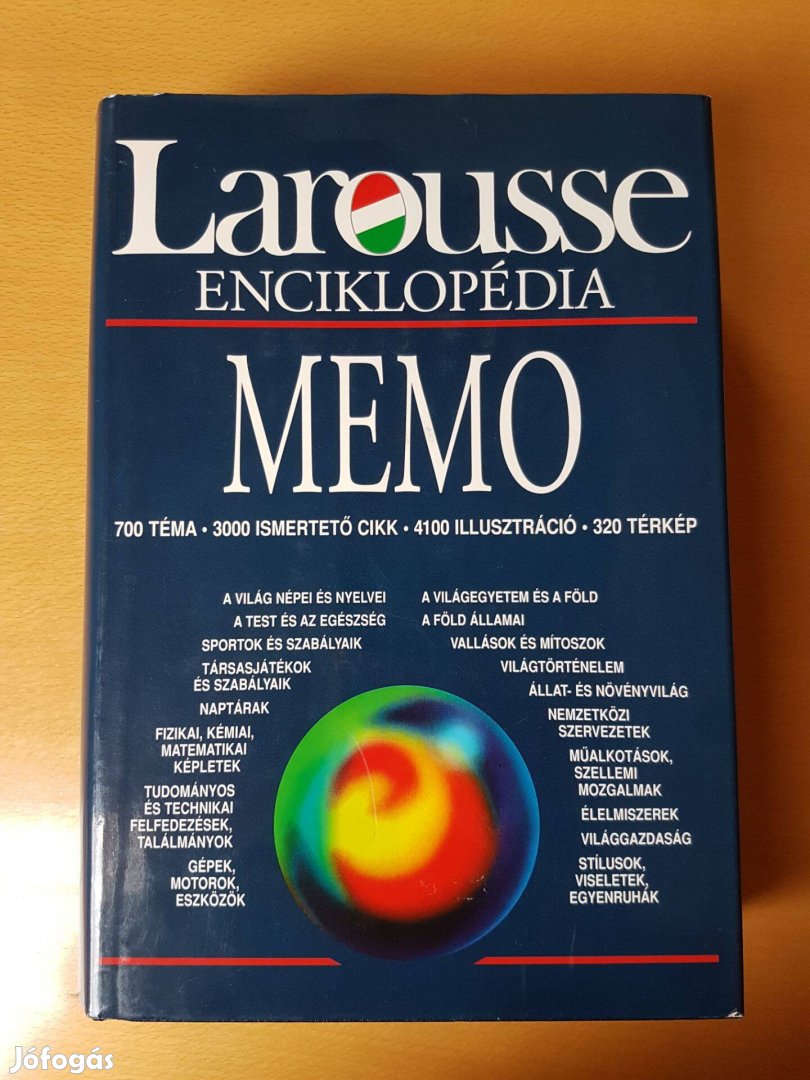 Larousse
ENCIKLOPÉDIA
MEMO
700 TÉMA • 3000 ISMERTETŐ CIKK • 4100 ILLUSZTRÁCIÓ • 320 TÉRKÉP
A VILÁG NÉPEI ÉS NYELVEI
A TEST ÉS AZ EGÉSZSÉG
SPORTOK ÉS SZABÁLYAIK
TÁRSASJÁTÉKOK
ÉS SZABÁLYAIK
NAPTÁRAK
FIZIKAI, KÉMIAI,
MATEMATIKAI
KÉPLETEK
TUDOMÁNYOS
ÉS TECHNIKAI
FELFEDEZÉSEK,
TALÁLMÁNYOK
GÉPEK,
MOTOROK,
ESZKÖZÖK
A VILÁGEGYETEM ÉS A FÖLD
A FÖLD ÁLLAMAI
VALLÁSOK ÉS MÍTOSZOK
VILÁGTÖRTÉNELEM
ÁLLAT- ÉS NÖVÉNYVILÁG
NEMZETKÖZI
SZERVEZETEK
MŰALKOTÁSOK,
SZELLEMI
MOZGALMAK
ÉLELMISZEREK
VILÁGGAZDASÁG
STÍLUSOK,
VISELETEK,
EGYENRUHÁK
Jófogás